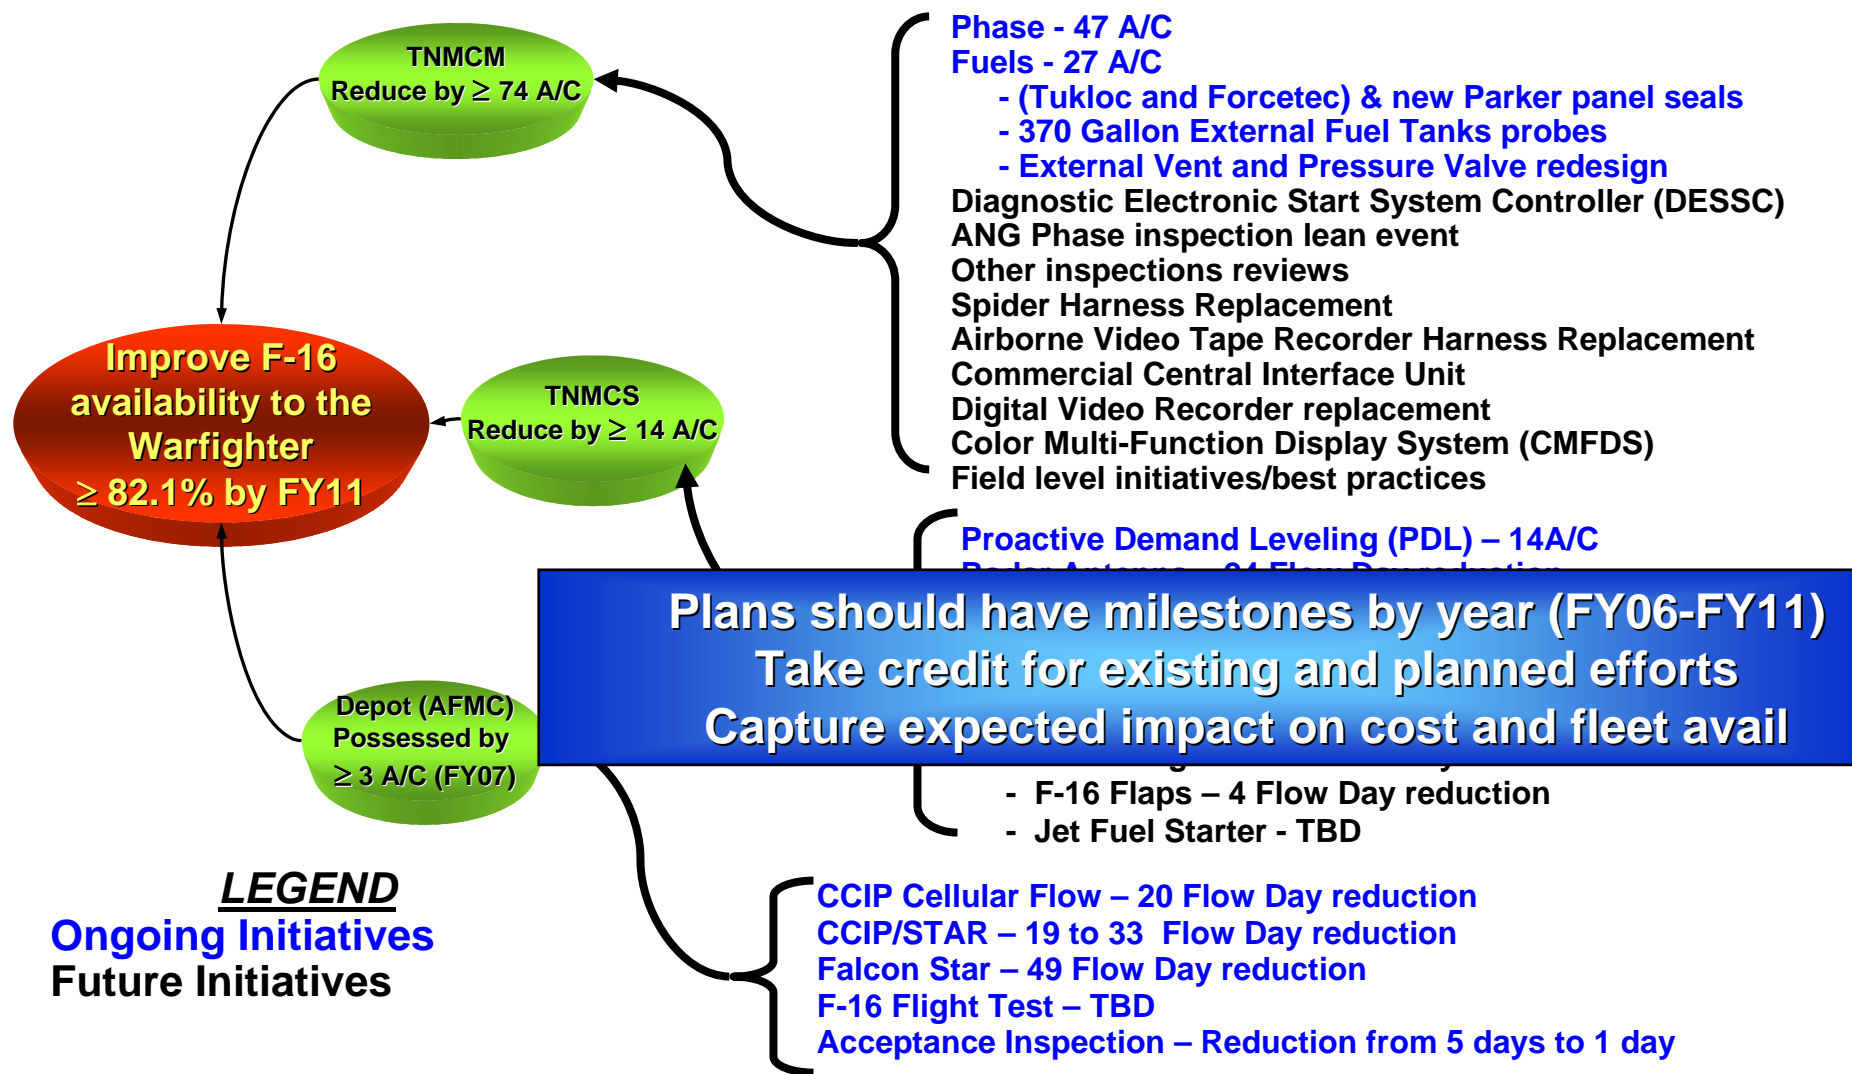 TNMCM
Reduce by ≥ 74 A/C
Improve F-16
availability to the
Warfighter
≥ 82.1% by FY11
TNMCS
Reduce by ≥ 14 A/C
Depot (AFMC)
Possessed by
≥ 3 A/C (FY07)
Phase - 47 A/C
Fuels - 27 A/C
- (Tukloc and Forcetec) & new Parker panel seals
- 370 Gallon External Fuel Tanks probes
- External Vent and Pressure Valve redesign
Diagnostic Electronic Start System Controller (DESSC)
ANG Phase inspection lean event
Other inspections reviews
Spider Harness Replacement
Airborne Video Tape Recorder Harness Replacement
Commercial Central Interface Unit
Digital Video Recorder replacement
Color Multi-Function Display System (CMFDS)
Field level initiatives/best practices
Proactive Demand Leveling (PDL) – 14A/C
Plans should have milestones by year (FY06-FY11)
Take credit for existing and planned efforts
Capture expected impact on cost and fleet avail
- F-16 Flaps – 4 Flow Day reduction
- Jet Fuel Starter - TBD
CCIP Cellular Flow – 20 Flow Day reduction
CCIP/STAR – 19 to 33 Flow Day reduction
Falcon Star – 49 Flow Day reduction
F-16 Flight Test – TBD
Acceptance Inspection – Reduction from 5 days to 1 day
LEGEND
Ongoing Initiatives
Future Initiatives